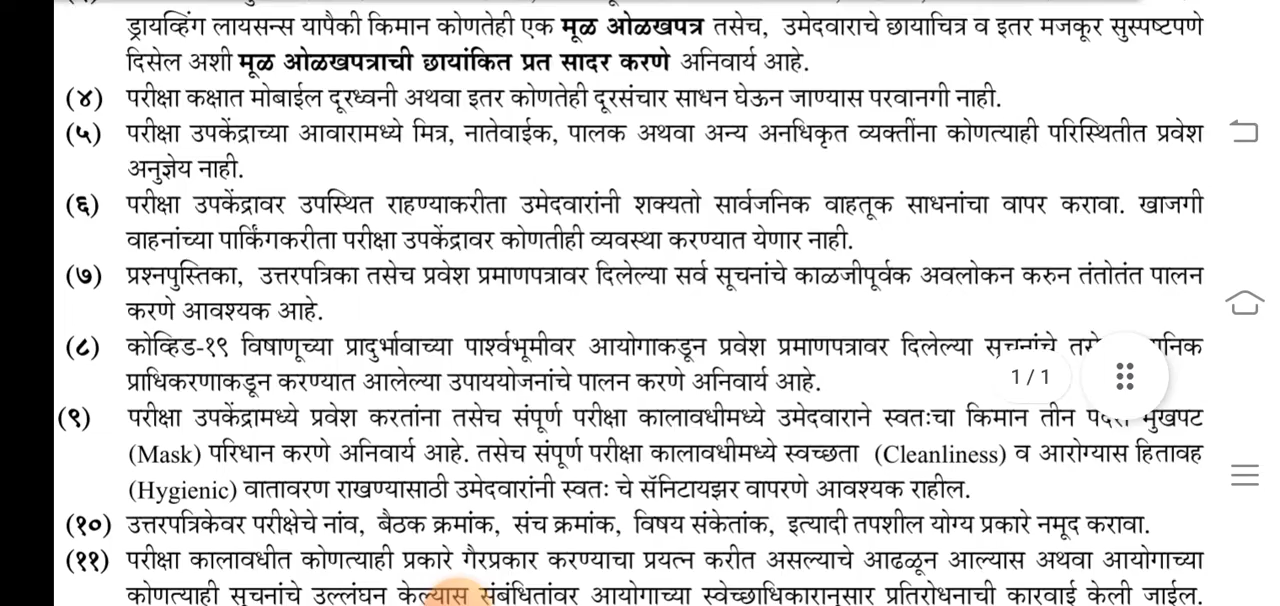 ड्रायव्हिंग लायसन्स यापैकी किमान कोणतेही एक मूळ ओळखपत्र तसेच, उमेदवाराचे छायाचित्र व इतर मजकूर सुस्पष्टपणे
दिसेल अशी मूळ ओळखपत्राची छायांकित प्रत सादर करणे अनिवार्य आहे.
(४) परीक्षा कक्षात मोबाईल दूरध्वनी अथवा इतर कोणतेही दूरसंचार साधन घेऊन जाण्यास परवानगी नाही.
(५) परीक्षा उपकेंद्राच्या आवारामध्ये मित्र, नातेवाईक, पालक अथवा अन्य अनधिकृत व्यक्तींना कोणत्याही परिस्थितीत प्रवेश
अनुज्ञेय नाही.
(६) परीक्षा उपकेंद्रावर उपस्थित राहण्याकरीता उमेदवारांनी शक्यतो सार्वजनिक वाहतूक साधनांचा वापर करावा. खाजगी
वाहनांच्या पार्किंगकरीता परीक्षा उपकेंद्रावर कोणतीही व्यवस्था करण्यात येणार नाही.
(७) प्रश्नपुस्तिका, उत्तरपत्रिका तसेच प्रवेश प्रमाणपत्रावर दिलेल्या सर्व सूचनांचे काळजीपूर्वक अवलोकन करुन तंतोतंत पालन
करणे आवश्यक आहे.
(८) कोव्हिड-१९ विषाणूच्या प्रादुर्भावाच्या पार्श्वभूमीवर आयोगाकडून प्रवेश प्रमाणपत्रावर दिलेल्या सूचनांचे
प्राधिकरणाकडून करण्यात आलेल्या उपाययोजनांचे पालन करणे अनिवार्य आहे.
1 / 1
(९) परीक्षा उपकेंद्रामध्ये प्रवेश करतांना तसेच संपूर्ण परीक्षा कालावधीमध्ये उमेदवाराने स्वतःचा किमान तीन पदरी मुखपट
(Mask) परिधान करणे अनिवार्य आहे. तसेच संपूर्ण परीक्षा कालावधीमध्ये स्वच्छता (Cleanliness) व आरोग्यास हितावह
(Hygienic) वातावरण राखण्यासाठी उमेदवारांनी स्वतः चे सॅनिटायझर वापरणे आवश्यक राहील.
(१०) उत्तरपत्रिकेवर परीक्षेचे नांव, बैठक क्रमांक, संच क्रमांक, विषय संकेतांक, इत्यादी तपशील योग्य प्रकारे नमूद करावा.
(११) परीक्षा कालावधीत कोणत्याही प्रकारे गैरप्रकार करण्याचा प्रयत्न करीत असल्याचे आढळून आल्यास अथवा आयोगाच्या
कोणत्याही सूचनांचे उल्लंघन केल्यास संबंधितांवर आयोगाच्या स्वेच्छाधिकारानुसार प्रतिरोधनाची कारवाई केली जाईल.